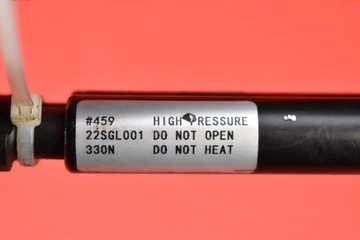 #459 HIGH PRESSURE
22SGL001 DO NOT OPEN
330N DO NOT HEAT